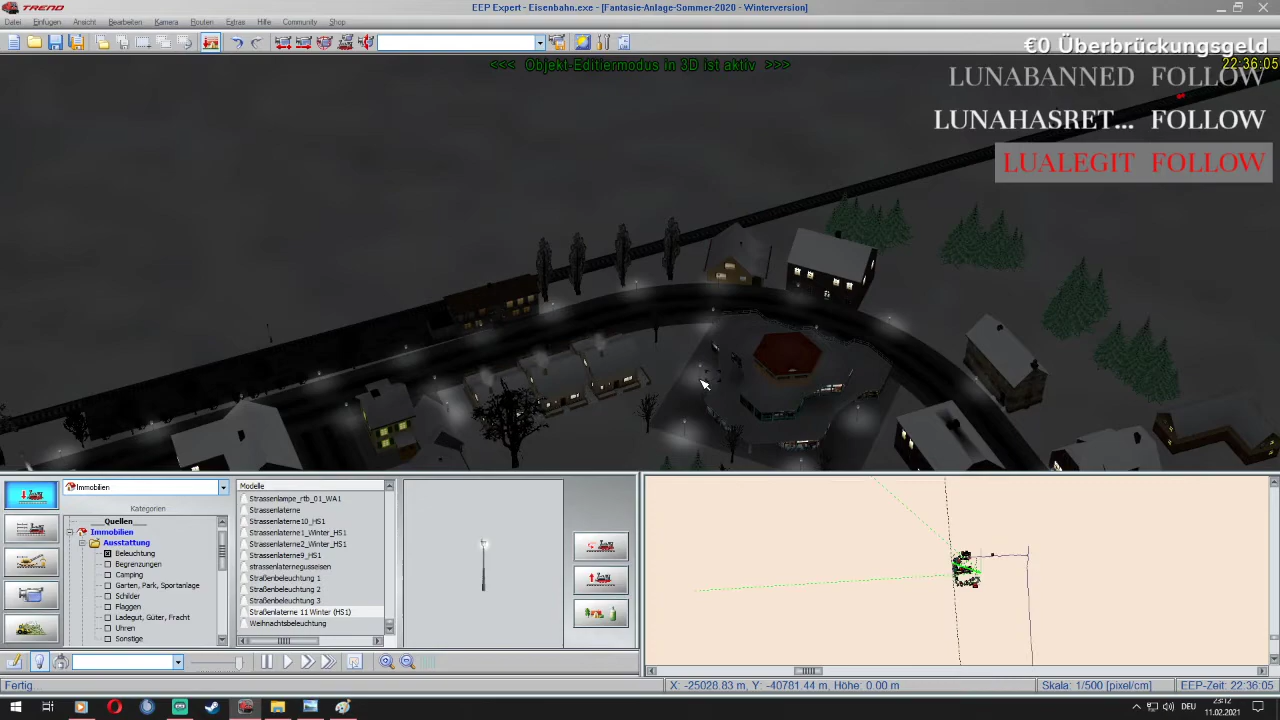 TREND
EEP Expert - Eisenbahn.exe - [Fantasie-Anlage-Sommer-2020 - Winterversion]
Datei Einfügen Ansicht Bearbeiten Kamera Routen Extras Hilfe Community Shop
€0 Überbrückungsgeld
<<< Objekt-Editiermodus in 3D ist aktiv >>>
22:36:05
LUNABANNED FOLLOW
LUNAHASRET... FOLLOW
LUALEGIT FOLLOW
Immobilien
Kategorien
__Quellen__
Immobilien
Ausstattung
Beleuchtung
Begrenzungen
Camping
Garten, Park, Sportanlage
Schilder
Flaggen
Ladegut, Güter, Fracht
Uhren
Sonstige
Modelle
Strassenlampe_rtb_01_WA1
Strassenlaterne
Strassenlaterne10_HS1
Strassenlaterne1_Winter_HS1
Strassenlaterne2_Winter_HS1
Strassenlaterne9_HS1
strassenlaternegusseisen
Straßenbeleuchtung 1
Straßenbeleuchtung 2
Straßenbeleuchtung 3
Straßenlaterne 11 Winter (HS1)
Weihnachtsbeleuchtung
Fertig
X: -25028.83 m, Y: -40781.44 m, Höhe: 0.00 m
Skala: 1/500 [pixel/cm]
EEP-Zeit: 22:36:05
DEU
23:12
11.02.2021